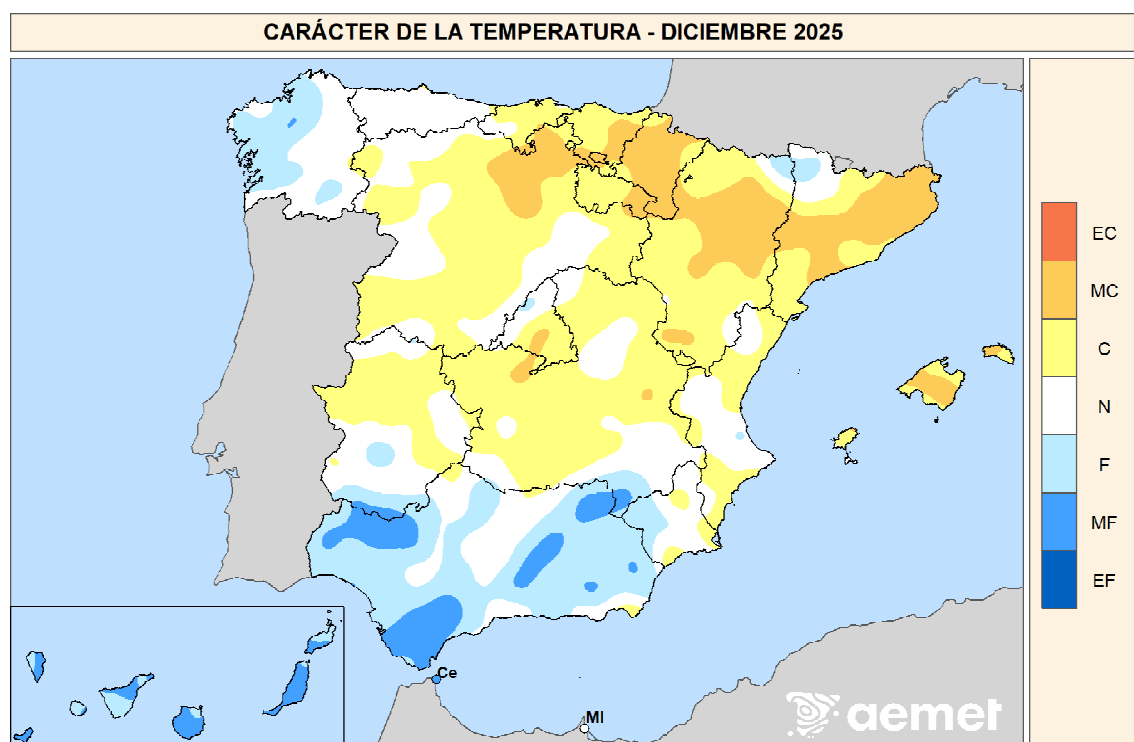 CARÁCTER DE LA TEMPERATURA - DICIEMBRE 2025
EC
MC
C
N
F
MF
EF
Ce
Ml
aemet